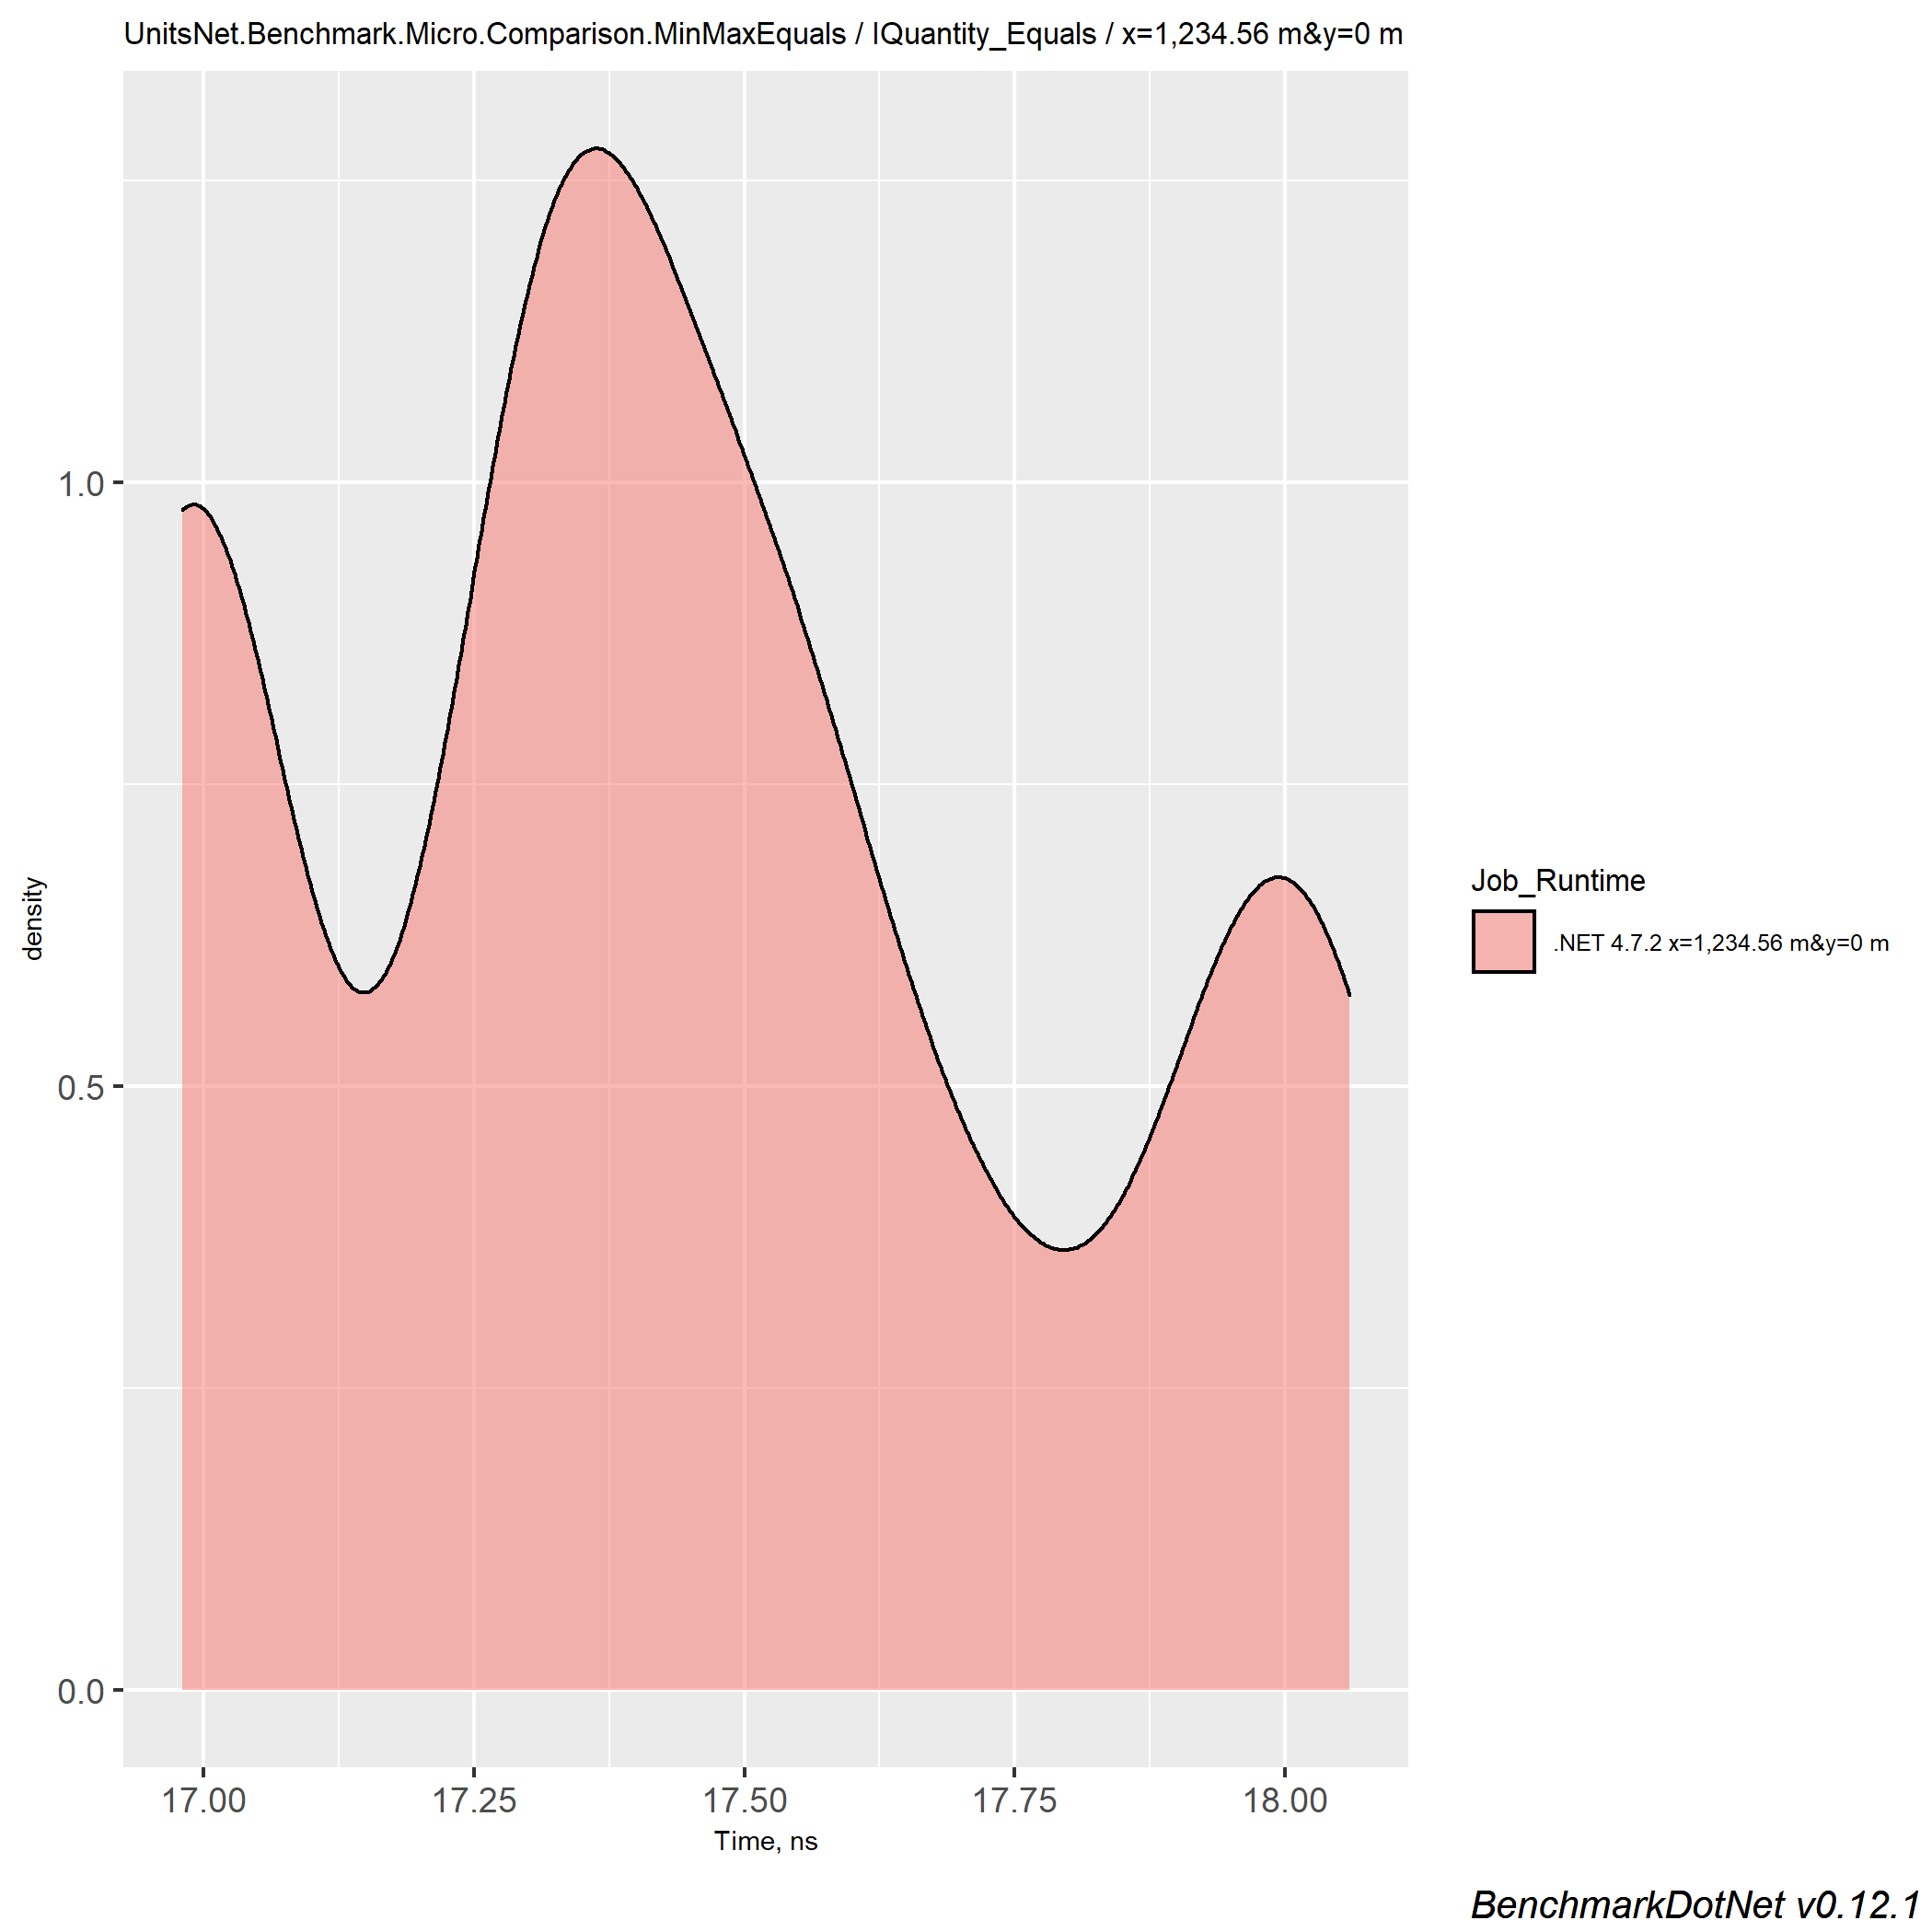 UnitsNet.Benchmark.Micro.Comparison.MinMaxEquals / IQuantity_Equals / x=1,234.56 m&y=0 m
1.0
0.5
0.0
density
17.00 17.25 17.50 17.75 18.00
Time, ns
Job_Runtime
.NET 4.7.2 x=1,234.56 m&y=0 m
BenchmarkDotNet v0.12.1